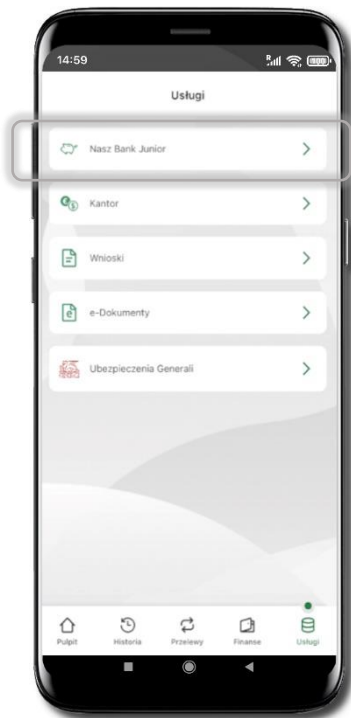 14:59
Usługi
Nasz Bank Junior
Kantor
Wnioski
e-Dokumenty
Ubezpieczenia Generali
Pulpit Historia Przelewy Finanse Usługi